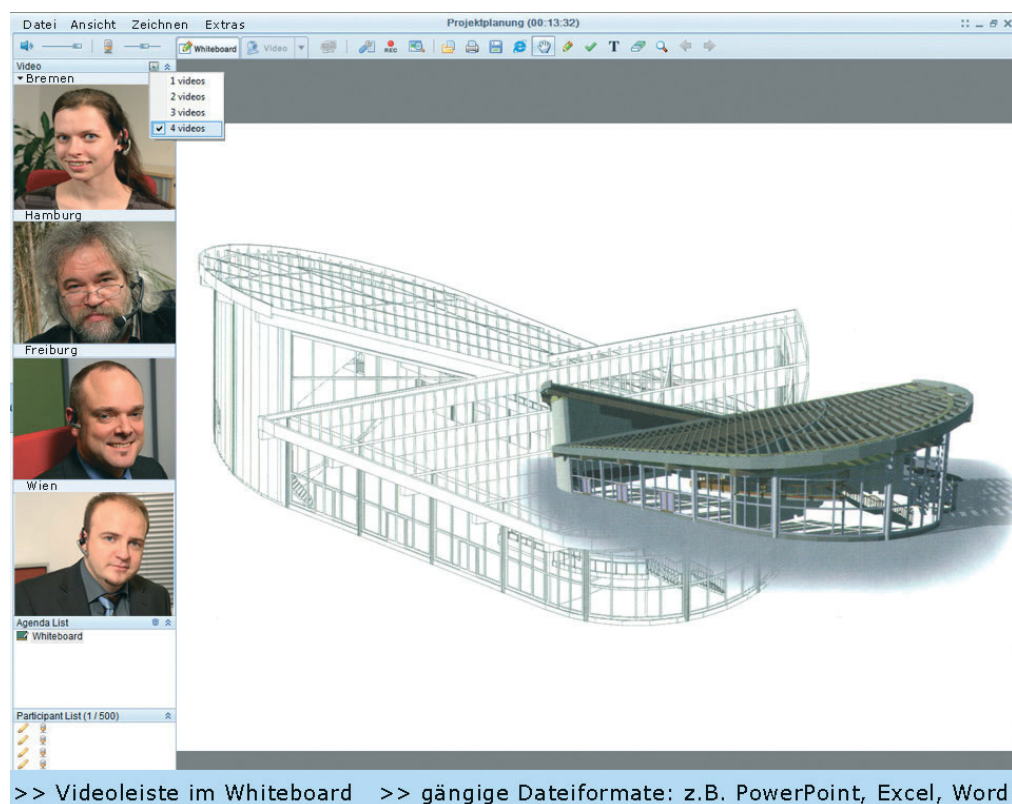 Datei Ansicht Zeichnen Extras Projektplanung (00:13:32)
REC Whiteboard Video T
Video
Bremen
1 videos
2 videos
3 videos
4 videos
Hamburg
Freiburg
Wien
Agenda List
Whiteboard
Participant List (1 / 500)
>> Videoleiste im Whiteboard >> gängige Dateiformate: z.B. PowerPoint, Excel, Word